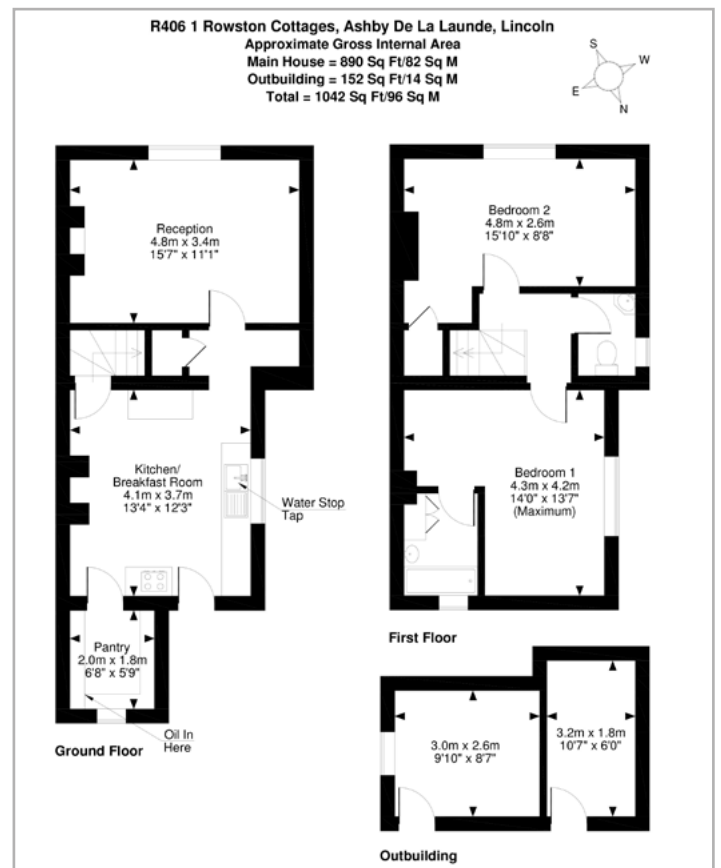 R406 1 Rowston Cottages, Ashby De La Launde, Lincoln
Approximate Gross Internal Area
Main House = 890 Sq Ft/82 Sq M
Outbuilding = 152 Sq Ft/14 Sq M
Total = 1042 Sq Ft/96 Sq M
S
W
E
N
Reception
4.8m x 3.4m
15'7" x 11'1"
Kitchen/
Breakfast Room
4.1m x 3.7m
13'4" x 12'3"
Water Stop
Tap
Pantry
2.0m x 1.8m
6'8" x 5'9"
Oil In
Here
Ground Floor
Bedroom 2
4.8m x 2.6m
15'10" x 8'8"
Bedroom 1
4.3m x 4.2m
14'0" x 13'7"
(Maximum)
First Floor
3.0m x 2.6m
9'10" x 8'7"
3.2m x 1.8m
10'7" x 6'0"
Outbuilding